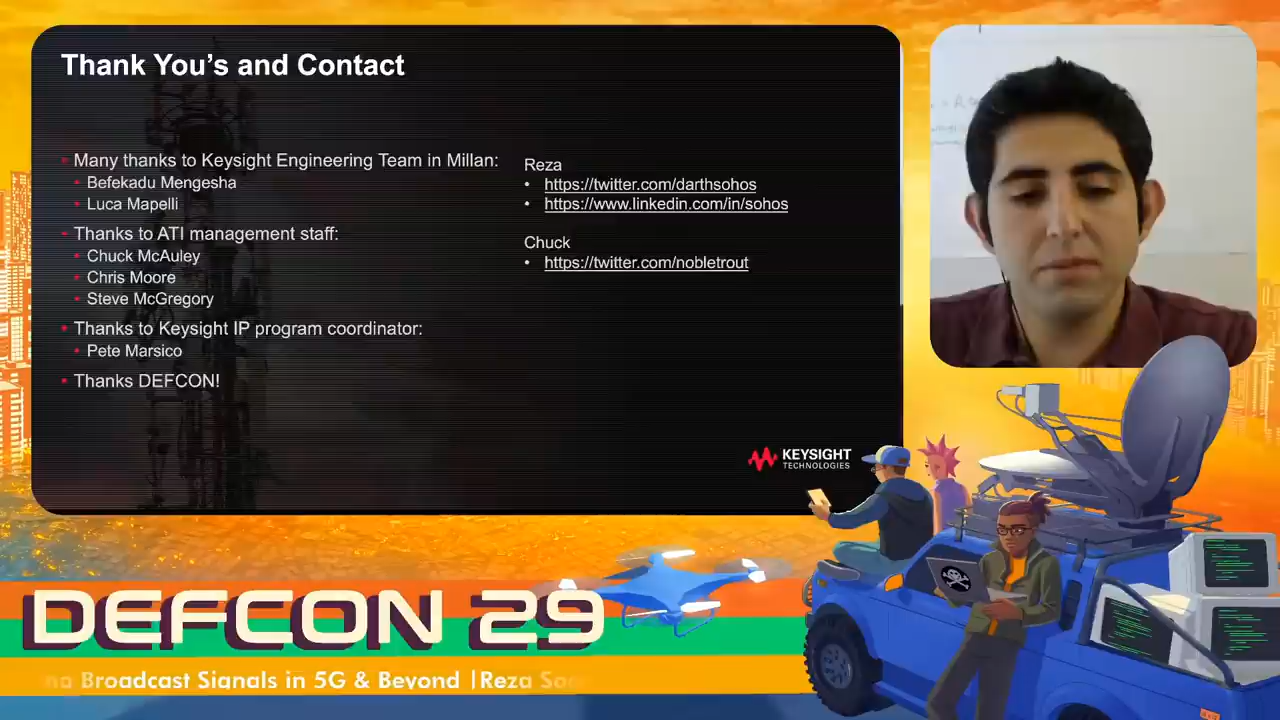 Thank You's and Contact
Many thanks to Keysight Engineering Team in Millan:
Befekadu Mengesha
Luca Mapelli
Thanks to ATI management staff:
Chuck McAuley
Chris Moore
Steve McGregory
Thanks to Keysight IP program coordinator:
Pete Marsico
Thanks DEFCON!
Reza
https://twitter.com/darthsohos
https://www.linkedin.com/in/sohos
Chuck
https://twitter.com/nobletrout
KEYSIGHT
TECHNOLOGIES
DEFCON 29
Broadcast Signals in 5G & Beyond |Reza